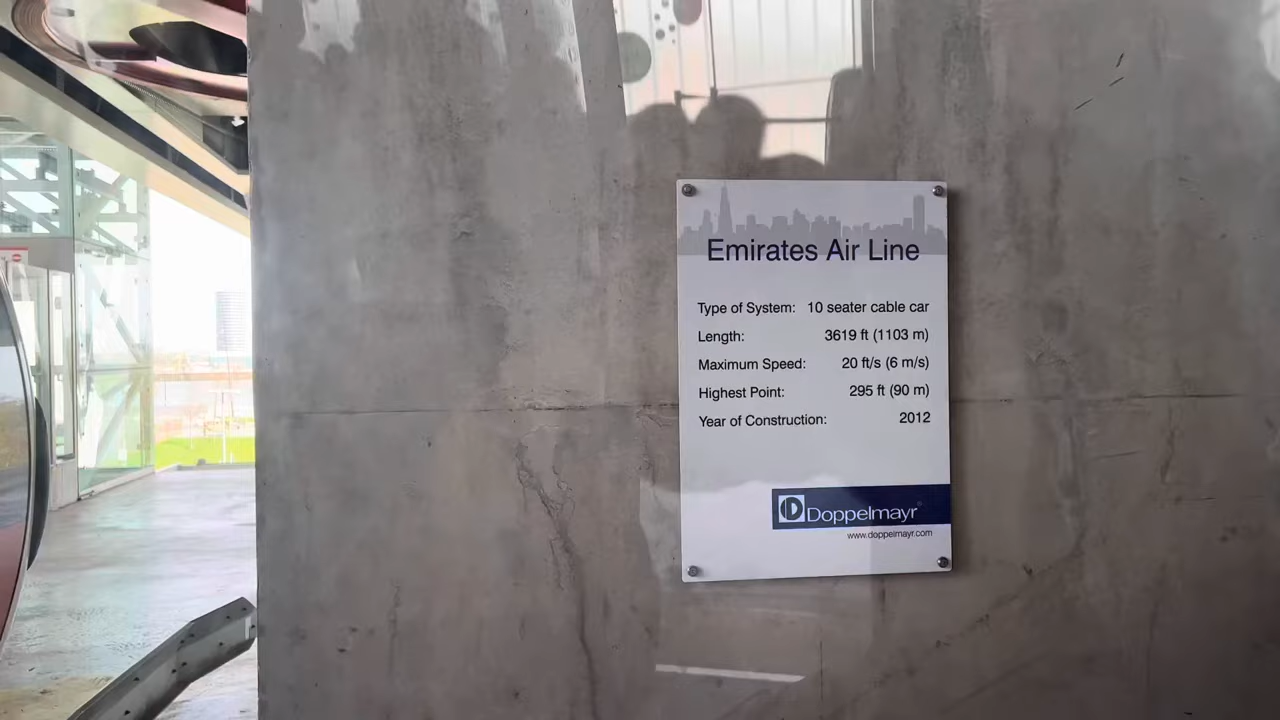 Emirates Air Line
Type of System: 10 seater cable car
Length: 3619 ft (1103 m)
Maximum Speed: 20 ft/s (6 m/s)
Highest Point: 295 ft (90 m)
Year of Construction: 2012
Doppelmayr
www.doppelmayr.com